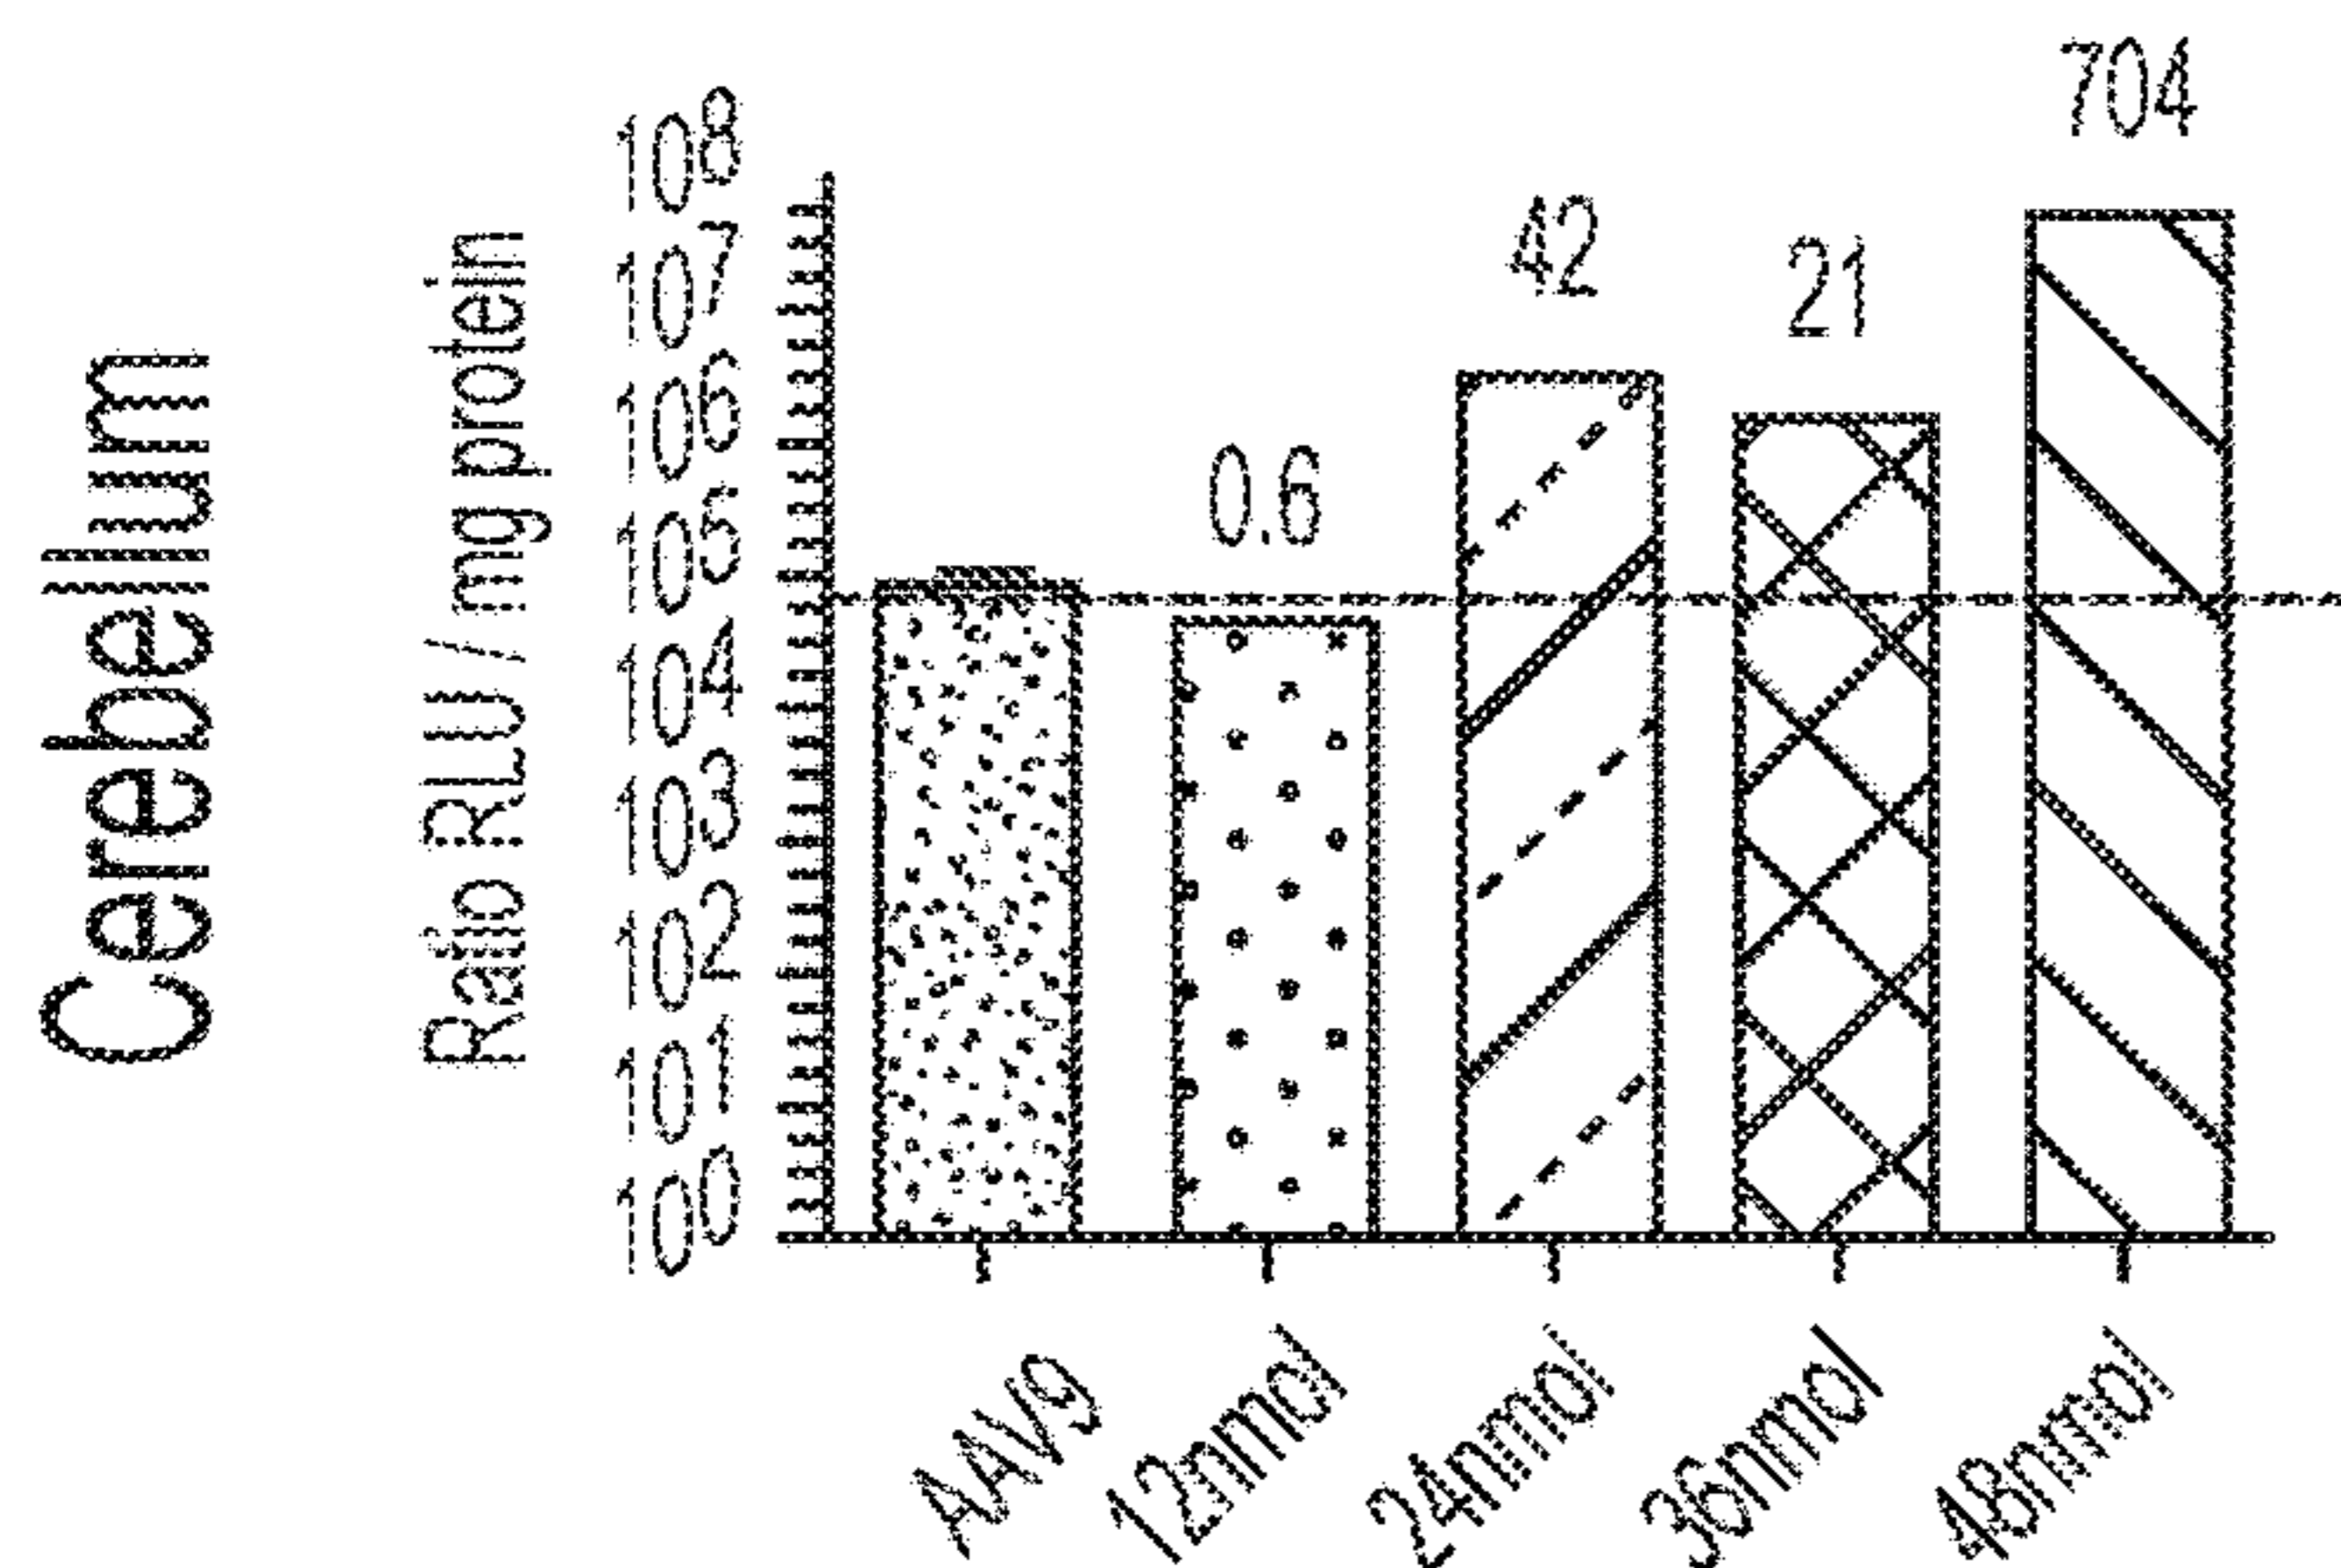 Cerebellum
Ratio RLU / mg protein
10^8
10^7
10^6
10^5
10^4
10^3
10^2
10^1
10^0
0.6
42
21
704
AAV9
12nmol
24nmol
36nmol
48nmol